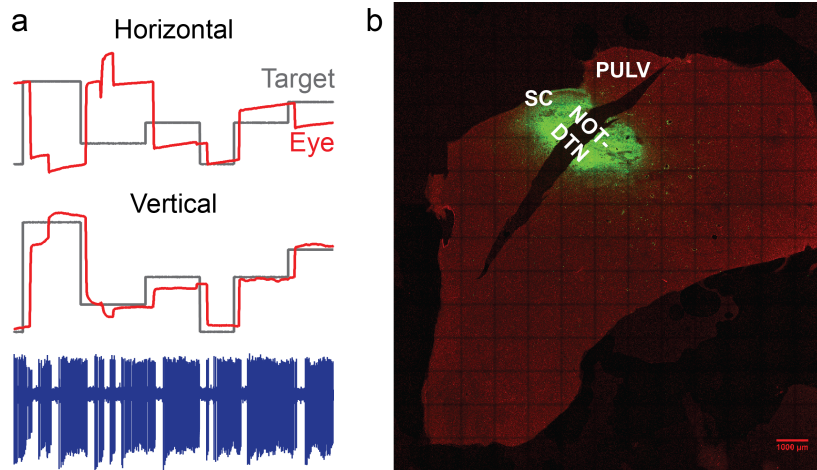 a
Horizontal
Target
Eye
Vertical
b
PULV
SC
NOT-
DTN
1000 μm